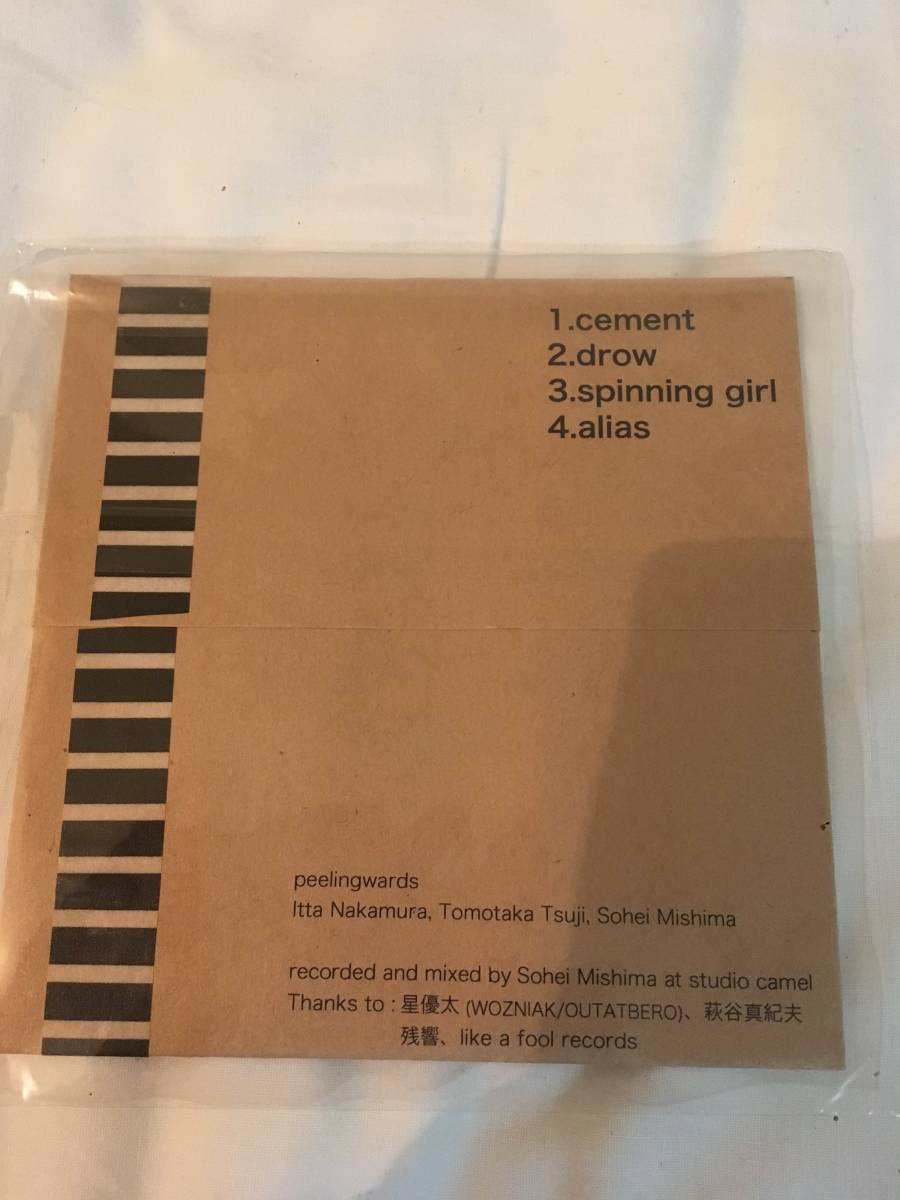 1.cement
2.drow
3.spinning girl
4.alias
peelingwards
Itta Nakamura, Tomotaka Tsuji, Sohei Mishima
recorded and mixed by Sohei Mishima at studio camel
Thanks to : 星優太 (WOZNIAK/OUTATBERO)、萩谷真紀夫
残響、like a fool records